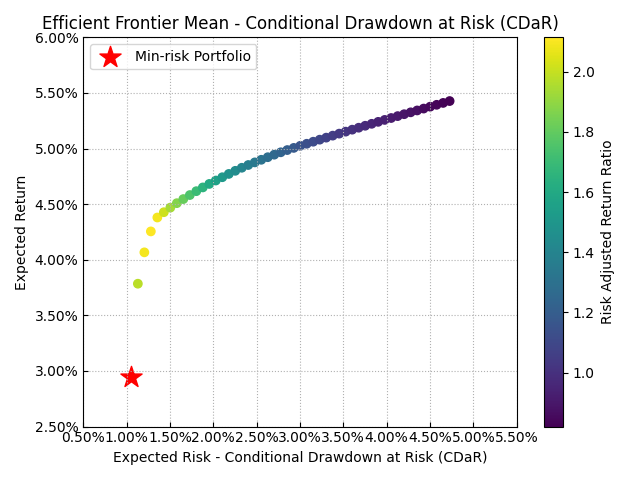 Efficient Frontier Mean - Conditional Drawdown at Risk (CDaR)
Min-risk Portfolio
6.00%
5.50%
5.00%
4.50%
4.00%
3.50%
3.00%
2.50%
Expected Return
0.50% 1.00% 1.50% 2.00% 2.50% 3.00% 3.50% 4.00% 4.50% 5.00% 5.50%
Expected Risk - Conditional Drawdown at Risk (CDaR)
2.0
1.8
1.6
1.4
1.2
1.0
Risk Adjusted Return Ratio